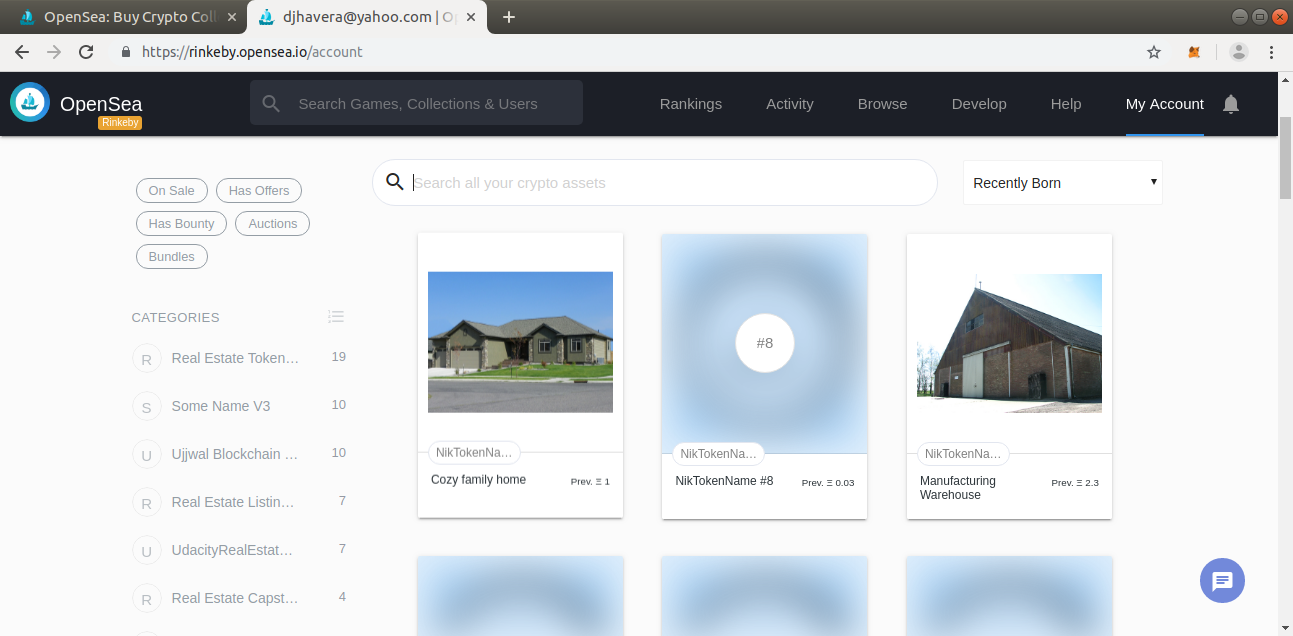 OpenSea: Buy Crypto Coll
djhavera@yahoo.com | O
https://rinkeby.opensea.io/account
OpenSea
Rinkeby
Search Games, Collections & Users
Rankings
Activity
Browse
Develop
Help
My Account
On Sale
Has Offers
Has Bounty
Auctions
Bundles
Search all your crypto assets
Recently Born
CATEGORIES
R Real Estate Token… 19
S Some Name V3 10
U Ujjwal Blockchain … 10
R Real Estate Listin… 7
U UdacityRealEstat… 7
R Real Estate Capst… 4
NikTokenNa…
Cozy family home
Prev. Ξ 1
#8
NikTokenNa…
NikTokenName #8
Prev. Ξ 0.03
NikTokenNa…
Manufacturing
Warehouse
Prev. Ξ 2.3